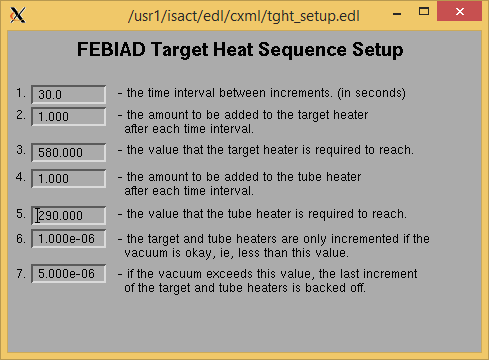 /usr1/isact/edl/cxml/tght_setup.edl
FEBIAD Target Heat Sequence Setup
1. 30.0 - the time interval between increments. (in seconds)
2. 1.000 - the amount to be added to the target heater
after each time interval.
3. 580.000 - the value that the target heater is required to reach.
4. 1.000 - the amount to be added to the tube heater
after each time interval.
5. 290.000 - the value that the tube heater is required to reach.
6. 1.000e-06 - the target and tube heaters are only incremented if the
vacuum is okay, ie, less than this value.
7. 5.000e-06 - if the vacuum exceeds this value, the last increment
of the target and tube heaters is backed off.